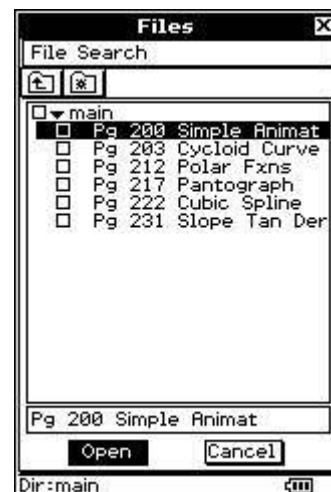 Files
File Search
main
Pg 200 Simple Animat
Pg 203 Cycloid Curve
Pg 212 Polar Fxns
Pg 217 Pantograph
Pg 222 Cubic Spline
Pg 231 Slope Tan Der
Pg 200 Simple Animat
Open Cancel
Dir:main